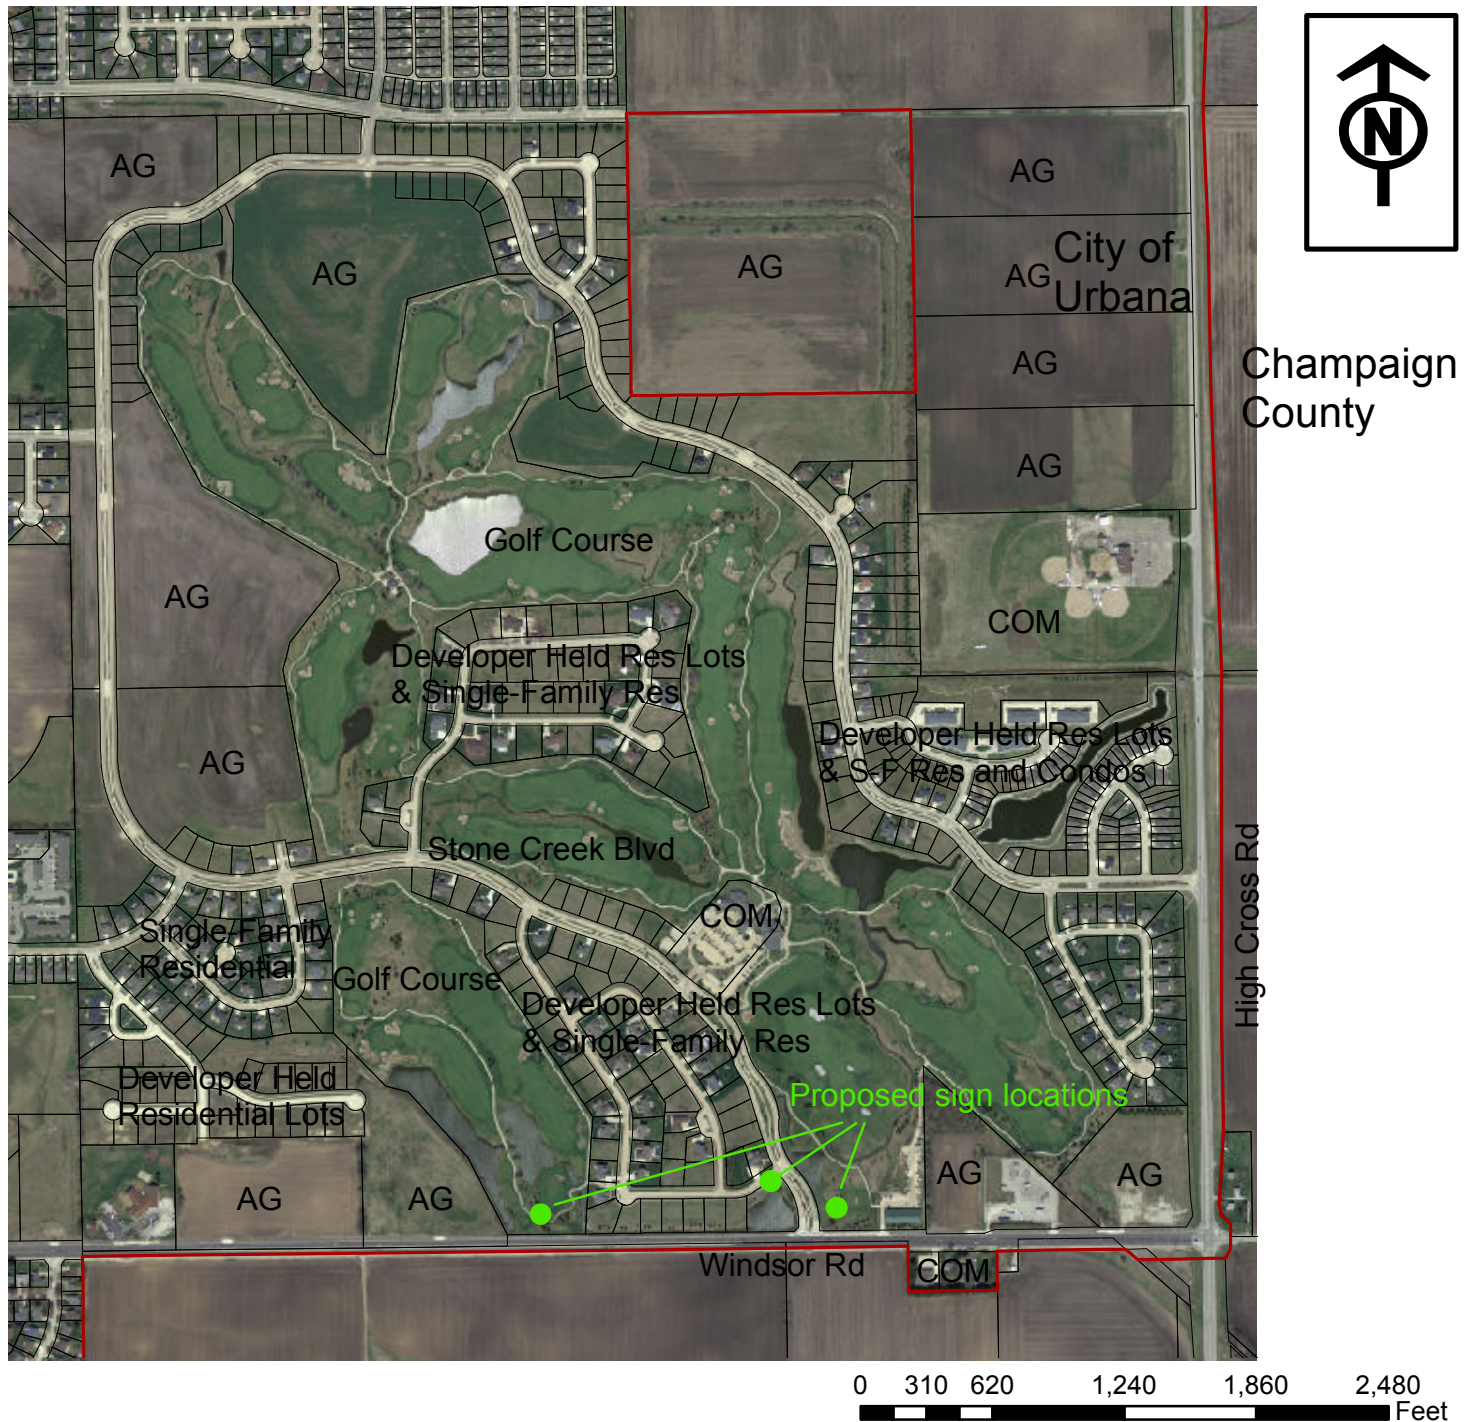 N
AG
AG
AG
AG
City of
Urbana
AG
AG
Champaign
County
AG
Golf Course
AG
COM
Developer Held Res Lots
& Single-Family Res
Developer Held Res Lots
& S-F Res and Condos
AG
Stone Creek Blvd
High Cross Rd
COM
Single-Family
Residential
Golf Course
Developer Held Res Lots
& Single-Family Res
Developer Held
Residential Lots
Proposed sign locations
AG
AG
AG
AG
Windsor Rd
COM
0 310 620 1,240 1,860 2,480
Feet